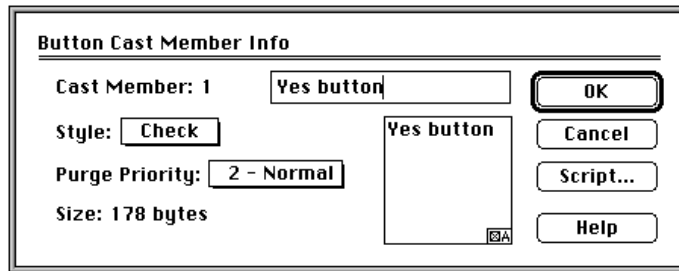 Button Cast Member Info
Cast Member: 1 Yes button OK
Style: Check Yes button Cancel
Purge Priority: 2 - Normal Script...
Size: 178 bytes Help
A